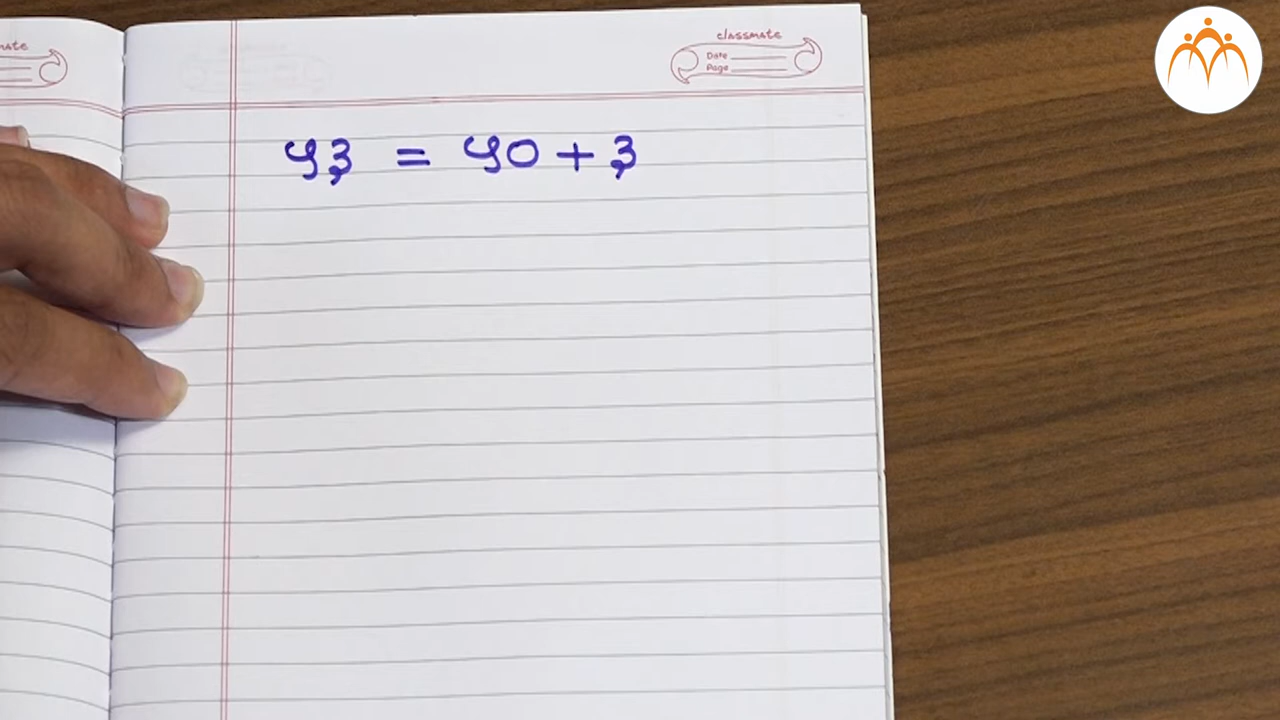 classmate
Date
Page
५३ = ५० + ३